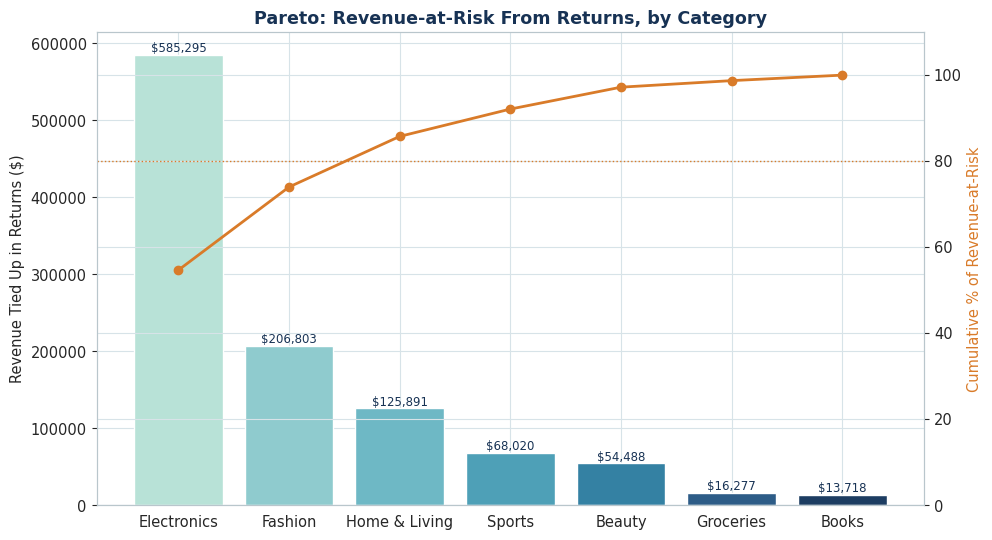 Pareto: Revenue-at-Risk From Returns, by Category
Revenue Tied Up in Returns ($)
600000
500000
400000
300000
200000
100000
0
$585,295
$206,803
$125,891
$68,020
$54,488
$16,277
$13,718
Electronics
Fashion
Home & Living
Sports
Beauty
Groceries
Books
100
80
60
40
20
0
Cumulative % of Revenue-at-Risk